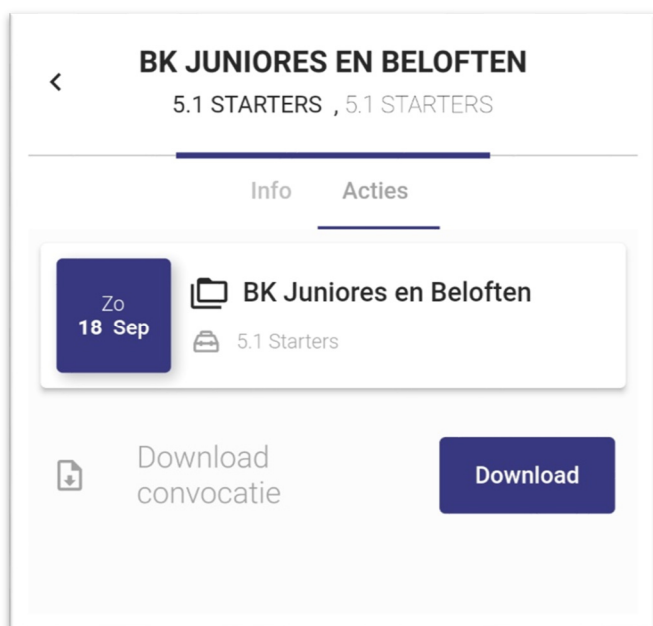 BK JUNIORES EN BELOFTEN
5.1 STARTERS , 5.1 STARTERS
Info Acties
Zo
18 Sep
BK Juniores en Beloften
5.1 Starters
Download
convocatie
Download